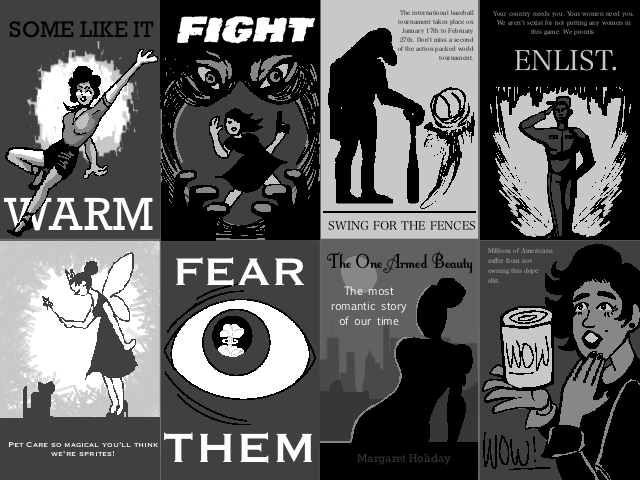 SOME LIKE IT
WARM
FIGHT
The international baseball
tournament takes place on
January 17th to Febuary
27th. Don't miss a second
of the action packed world
tournament.
SWING FOR THE FENCES
Your country needs you. Your women need you.
We aren't sexist for not putting any women in
this game. We promis.
ENLIST.
Pet Care so magical you'll think
we're sprites!
FEAR
THEM
The One Armed Beauty
The most
romantic story
of our time
Margaret Holiday
Millions of Americans
suffer from not
owning this dope
shit.
WOW
WOW!